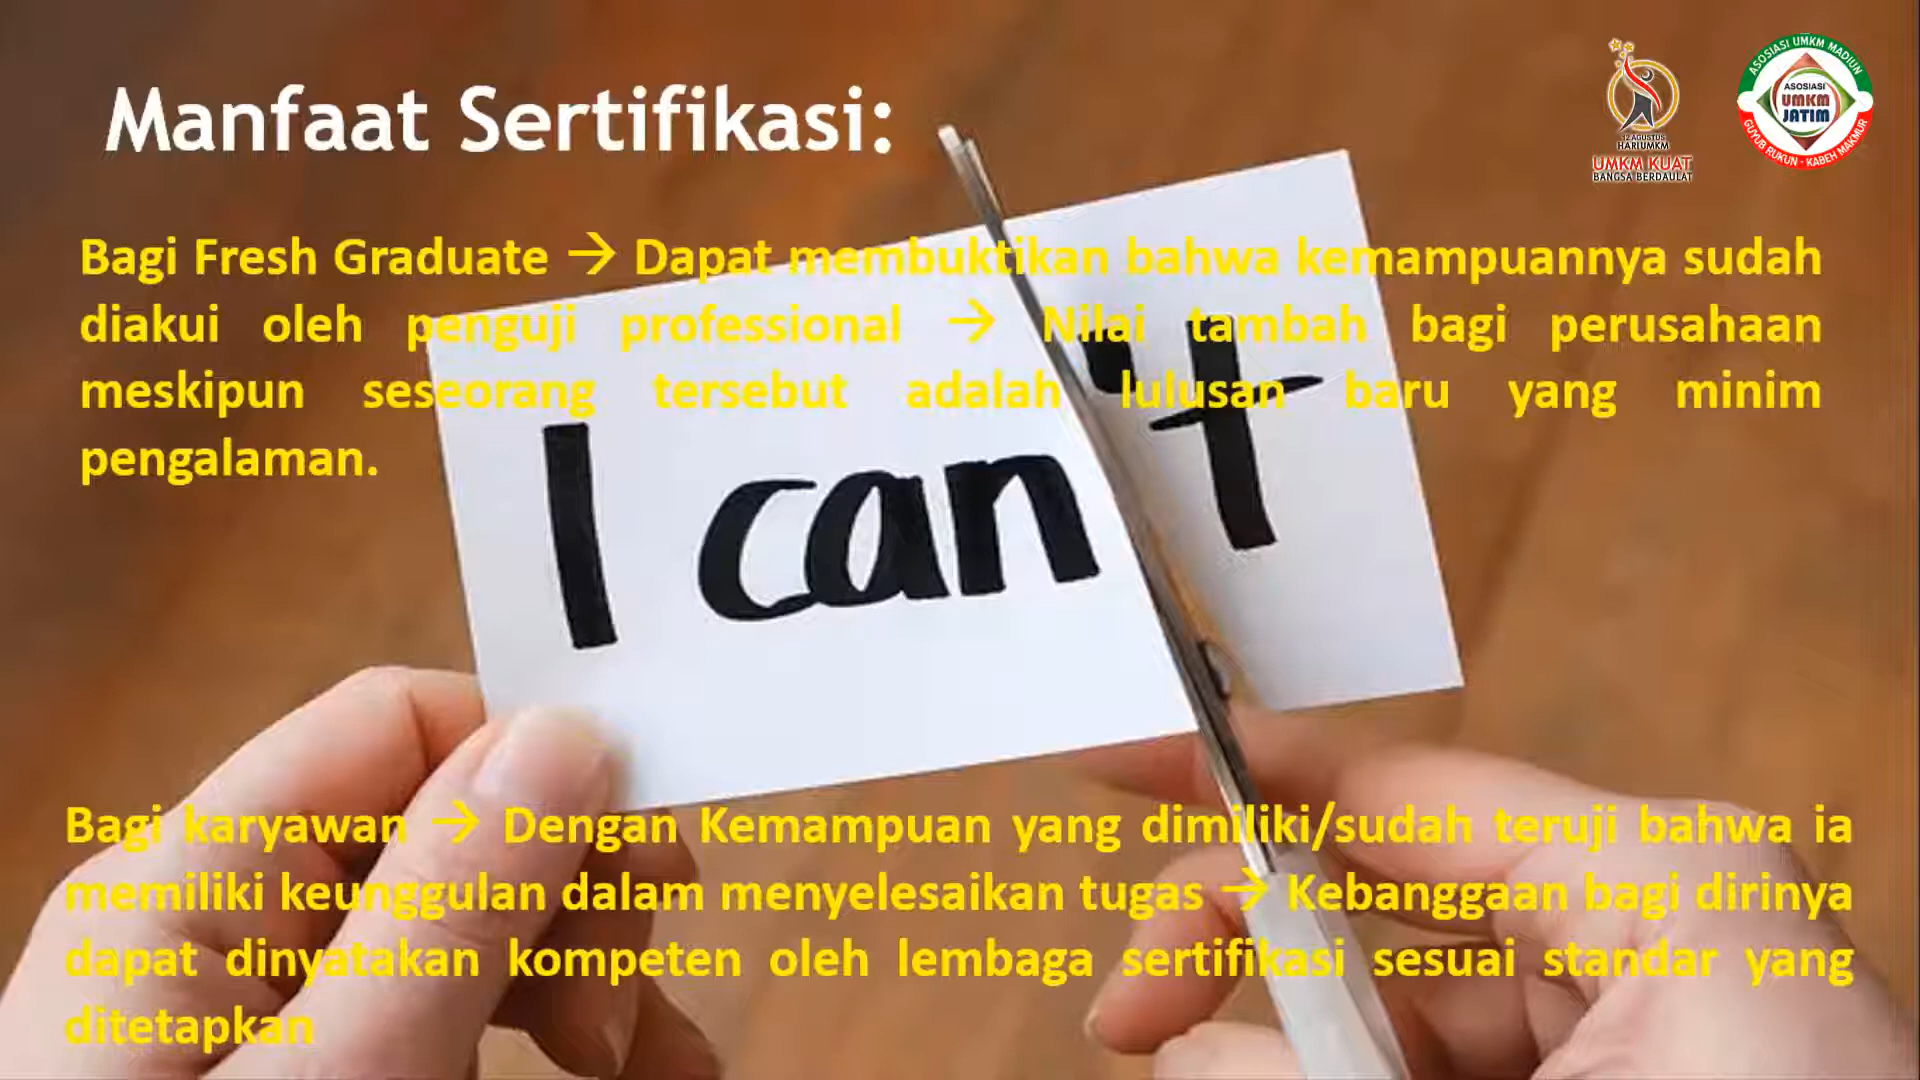 Manfaat Sertifikasi:
12 AGUSTUS
HARI UMKM
UMKM KUAT
BANGSA BERDAULAT
ASOSIASI UMKM MADIUN
ASOSIASI
UMKM
JATIM
GUYUB RUKUN - KABEH MAKMUR
Bagi Fresh Graduate → Dapat membuktikan bahwa kemampuannya sudah
diakui oleh penguji professional → Nilai tambah bagi perusahaan
meskipun seseorang tersebut adalah lulusan baru yang minim
pengalaman.
I can't
Bagi karyawan → Dengan Kemampuan yang dimiliki/sudah teruji bahwa ia
memiliki keunggulan dalam menyelesaikan tugas → Kebanggaan bagi dirinya
dapat dinyatakan kompeten oleh lembaga sertifikasi sesuai standar yang
ditetapkan